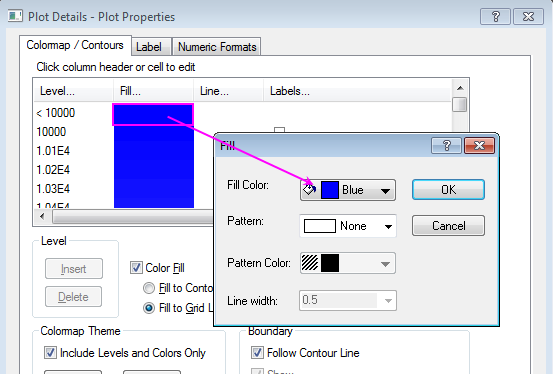 Plot Details - Plot Properties
Colormap / Contours Label Numeric Formats
Click column header or cell to edit
Level... Fill... Line... Labels...
< 10000
10000
1.01E4
1.02E4
1.03E4
1.04E4
Fill
Fill Color: Blue OK
Pattern: None Cancel
Pattern Color:
Line width: 0.5
Level
Insert
Delete
Color Fill
Fill to Conto
Fill to Grid L
Colormap Theme
Include Levels and Colors Only
Boundary
Follow Contour Line
Show